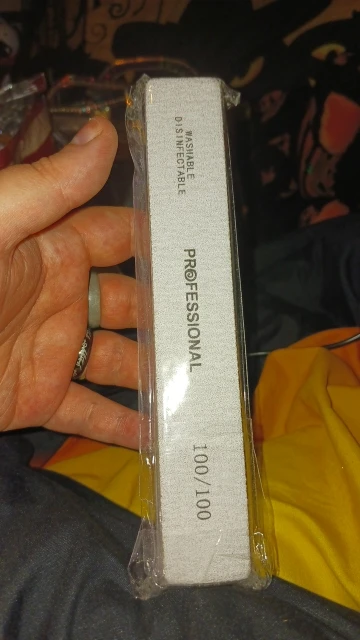 WASHABLE
DISINFECTABLE
PROFESSIONAL
100/100